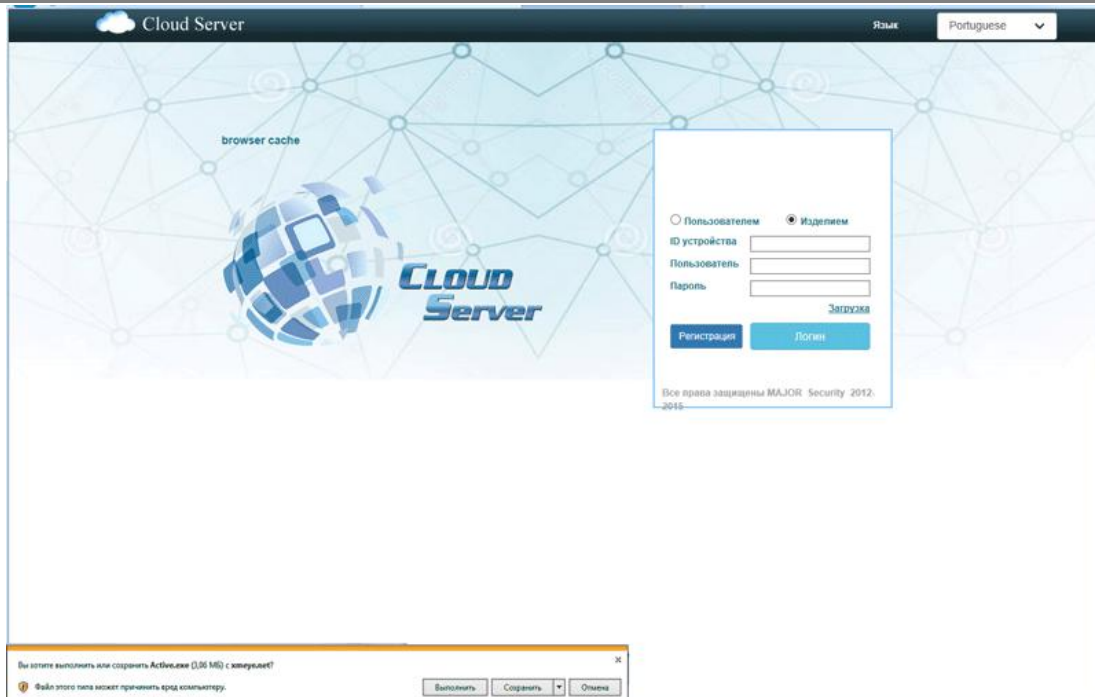 Cloud Server
Язык
Portuguese
browser cache
CLOUD
Server
Пользователем
Изделием
ID устройства
Пользователь
Пароль
Загрузка
Регистрация
Логин
Все права защищены MAJOR Security 2012-
2015
Вы хотите выполнить или сохранить Active.exe (3,06 МБ) с xmeye.net?
Файл этого типа может причинить вред компьютеру.
Выполнить
Сохранить
Отмена